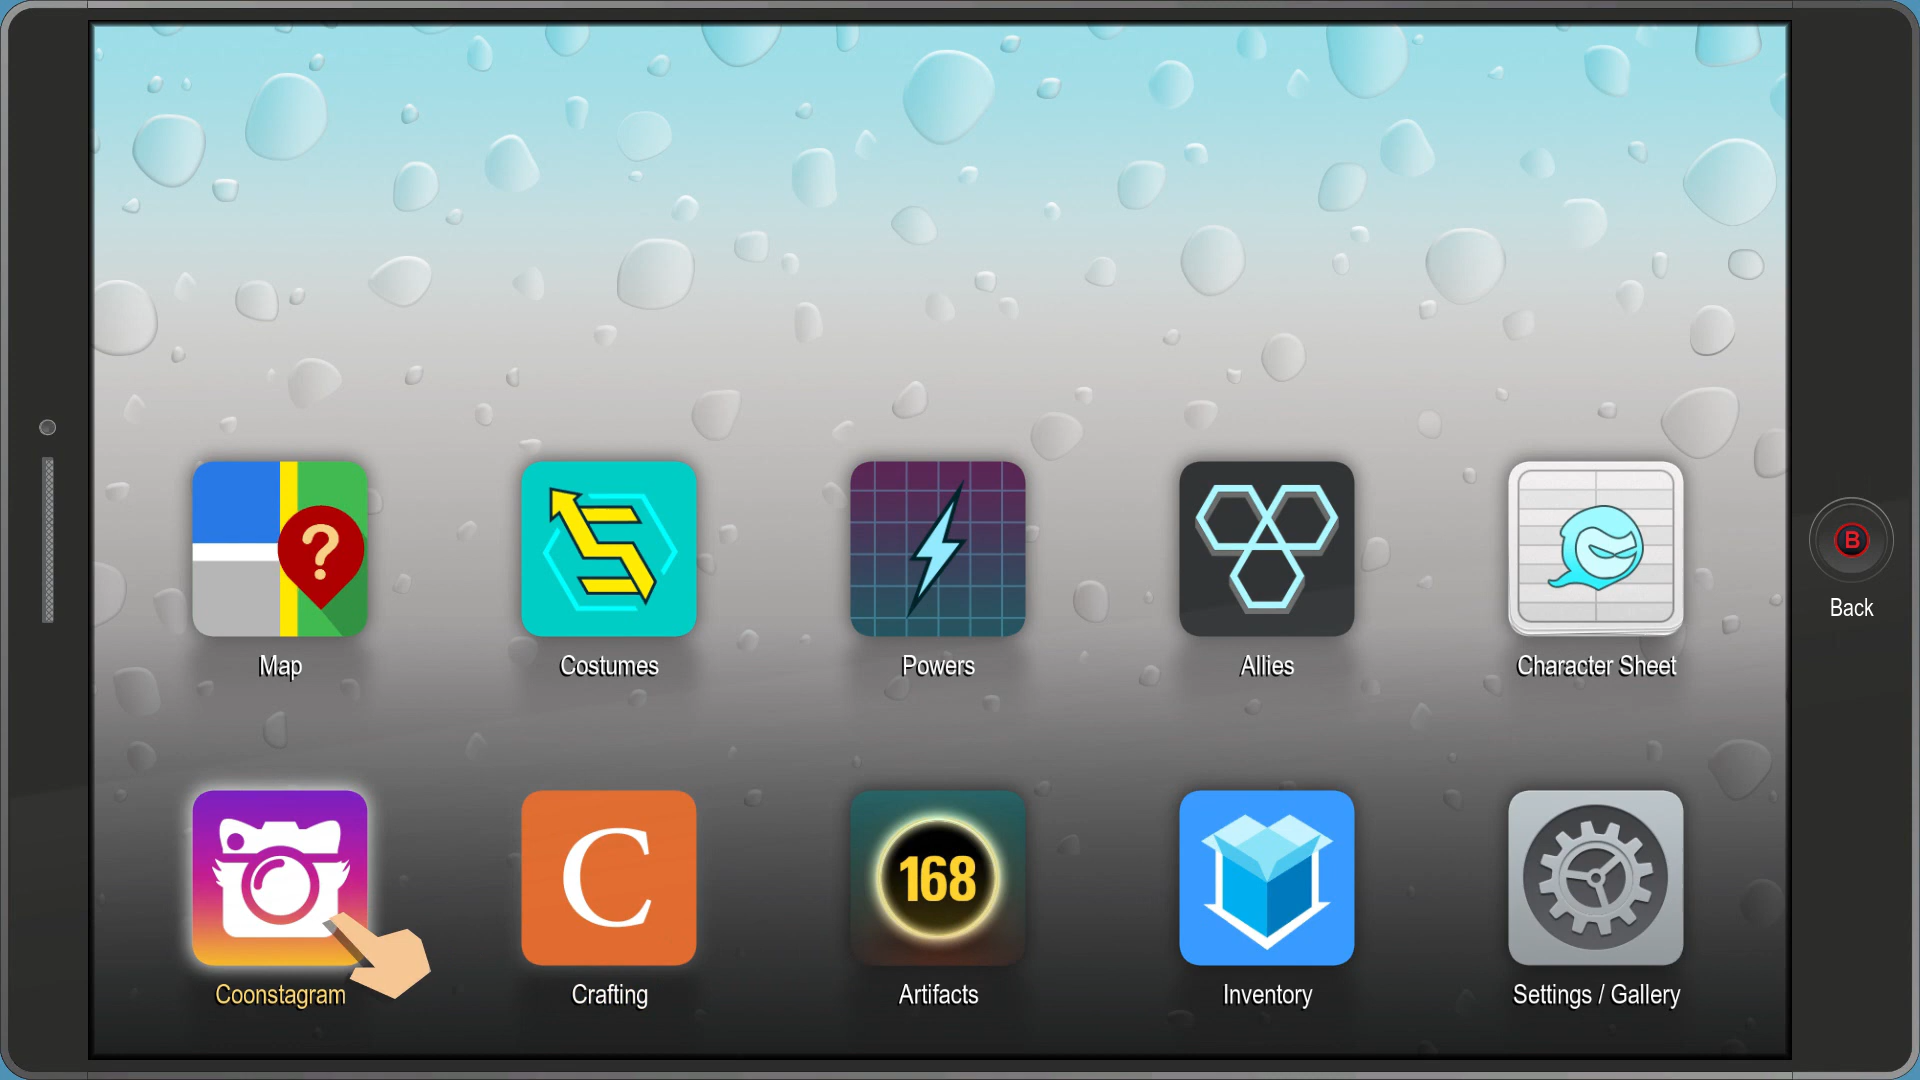 ?
Map
Costumes
Powers
Allies
Character Sheet
B
Back
Coonstagram
C
Crafting
168
Artifacts
Inventory
Settings / Gallery